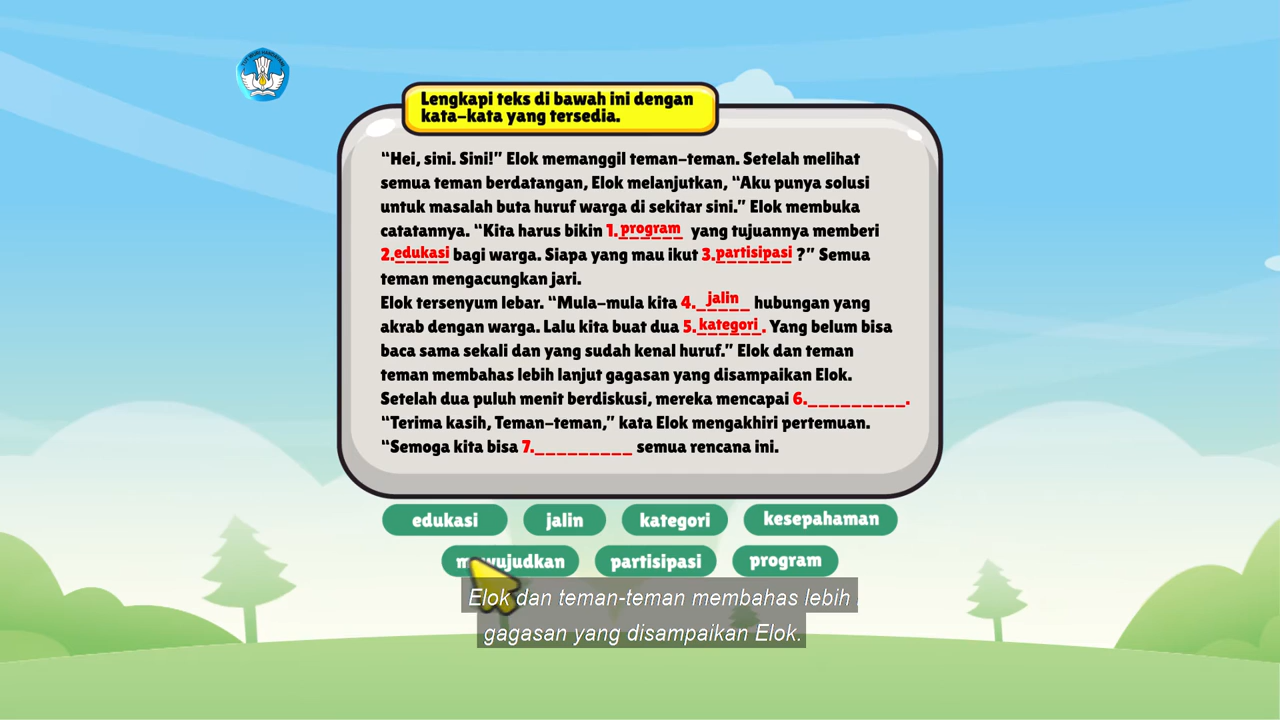 Lengkapi teks di bawah ini dengan
kata-kata yang tersedia.
“Hei, sini. Sini!” Elok memanggil teman-teman. Setelah melihat
semua teman berdatangan, Elok melanjutkan, “Aku punya solusi
untuk masalah buta huruf warga di sekitar sini.” Elok membuka
catatannya. “Kita harus bikin 1. program yang tujuannya memberi
2. edukasi bagi warga. Siapa yang mau ikut 3. partisipasi ?” Semua
teman mengacungkan jari.
Elok tersenyum lebar. “Mula-mula kita 4. jalin hubungan yang
akrab dengan warga. Lalu kita buat dua 5. kategori. Yang belum bisa
baca sama sekali dan yang sudah kenal huruf.” Elok dan teman
teman membahas lebih lanjut gagasan yang disampaikan Elok.
Setelah dua puluh menit berdiskusi, mereka mencapai 6._________.
“Terima kasih, Teman-teman,” kata Elok mengakhiri pertemuan.
“Semoga kita bisa 7._________ semua rencana ini.
edukasi jalin kategori kesepahaman
mewujudkan partisipasi program
Elok dan teman-teman membahas lebih
gagasan yang disampaikan Elok.